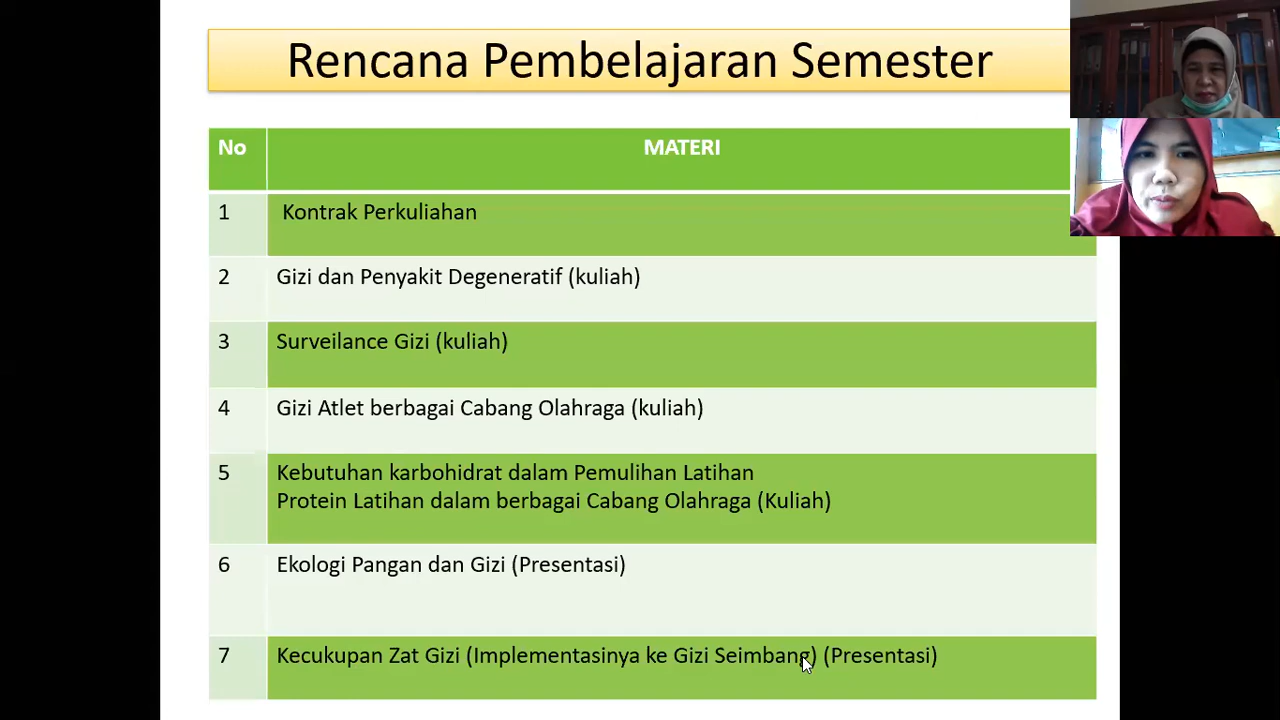 Rencana Pembelajaran Semester
No
MATERI
1
Kontrak Perkuliahan
2
Gizi dan Penyakit Degeneratif (kuliah)
3
Surveilance Gizi (kuliah)
4
Gizi Atlet berbagai Cabang Olahraga (kuliah)
5
Kebutuhan karbohidrat dalam Pemulihan Latihan
Protein Latihan dalam berbagai Cabang Olahraga (Kuliah)
6
Ekologi Pangan dan Gizi (Presentasi)
7
Kecukupan Zat Gizi (Implementasinya ke Gizi Seimbang) (Presentasi)